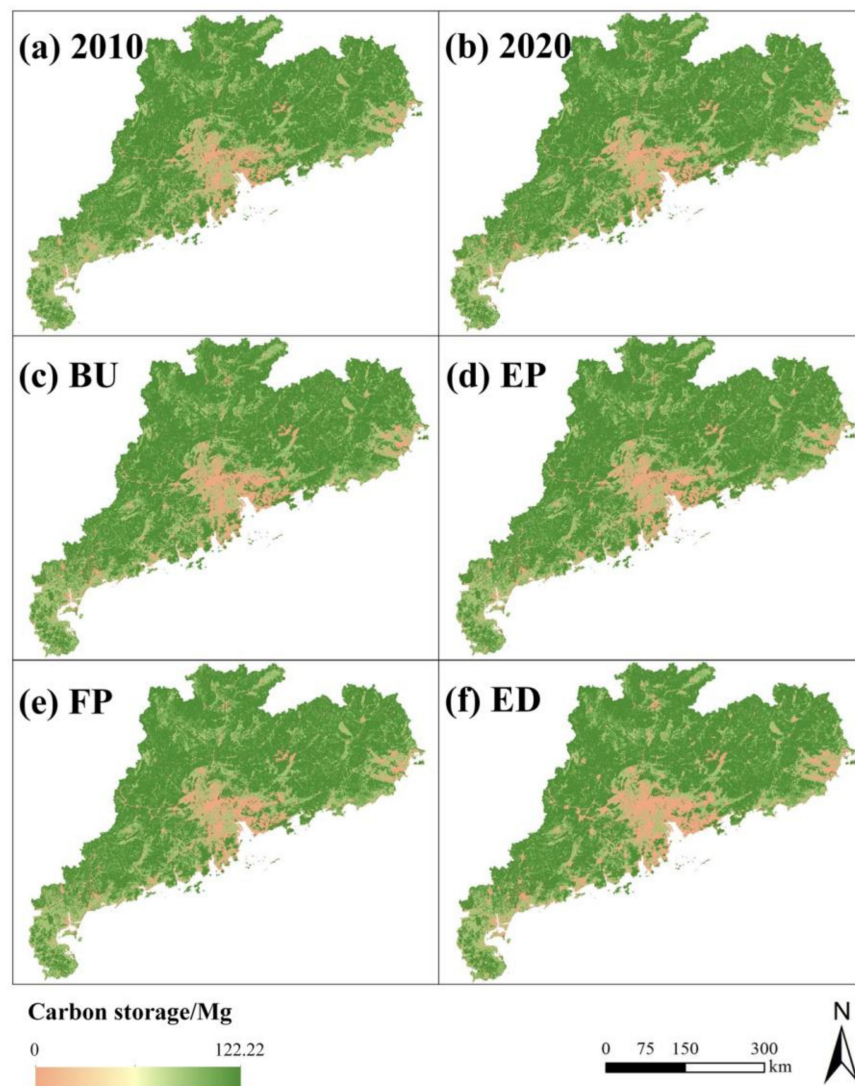 (a) 2010
(b) 2020
(c) BU
(d) EP
(e) FP
(f) ED
Carbon storage/Mg
0
122.22
N
0 75 150 300
km